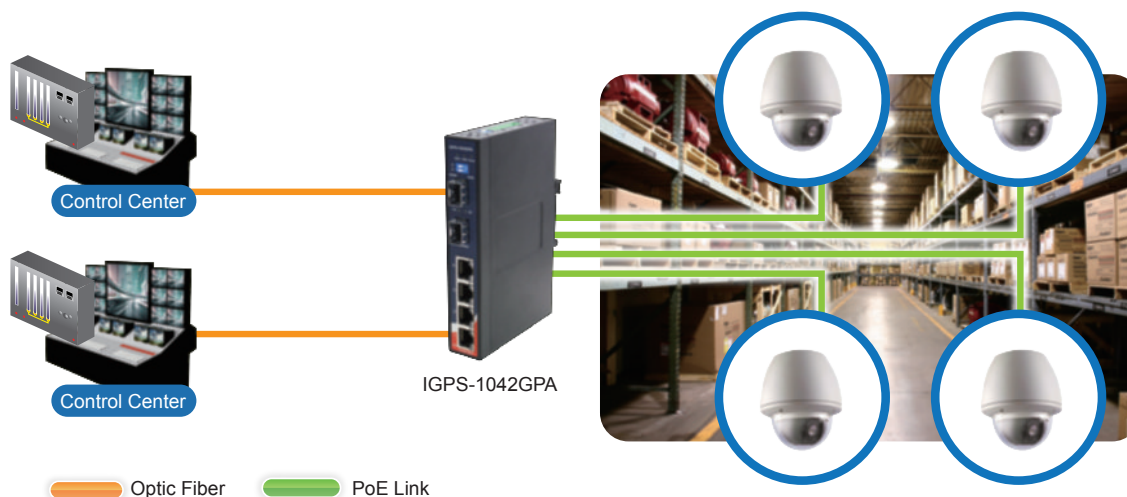 Control Center
IGPS-1042GPA
Control Center
Optic Fiber
PoE Link